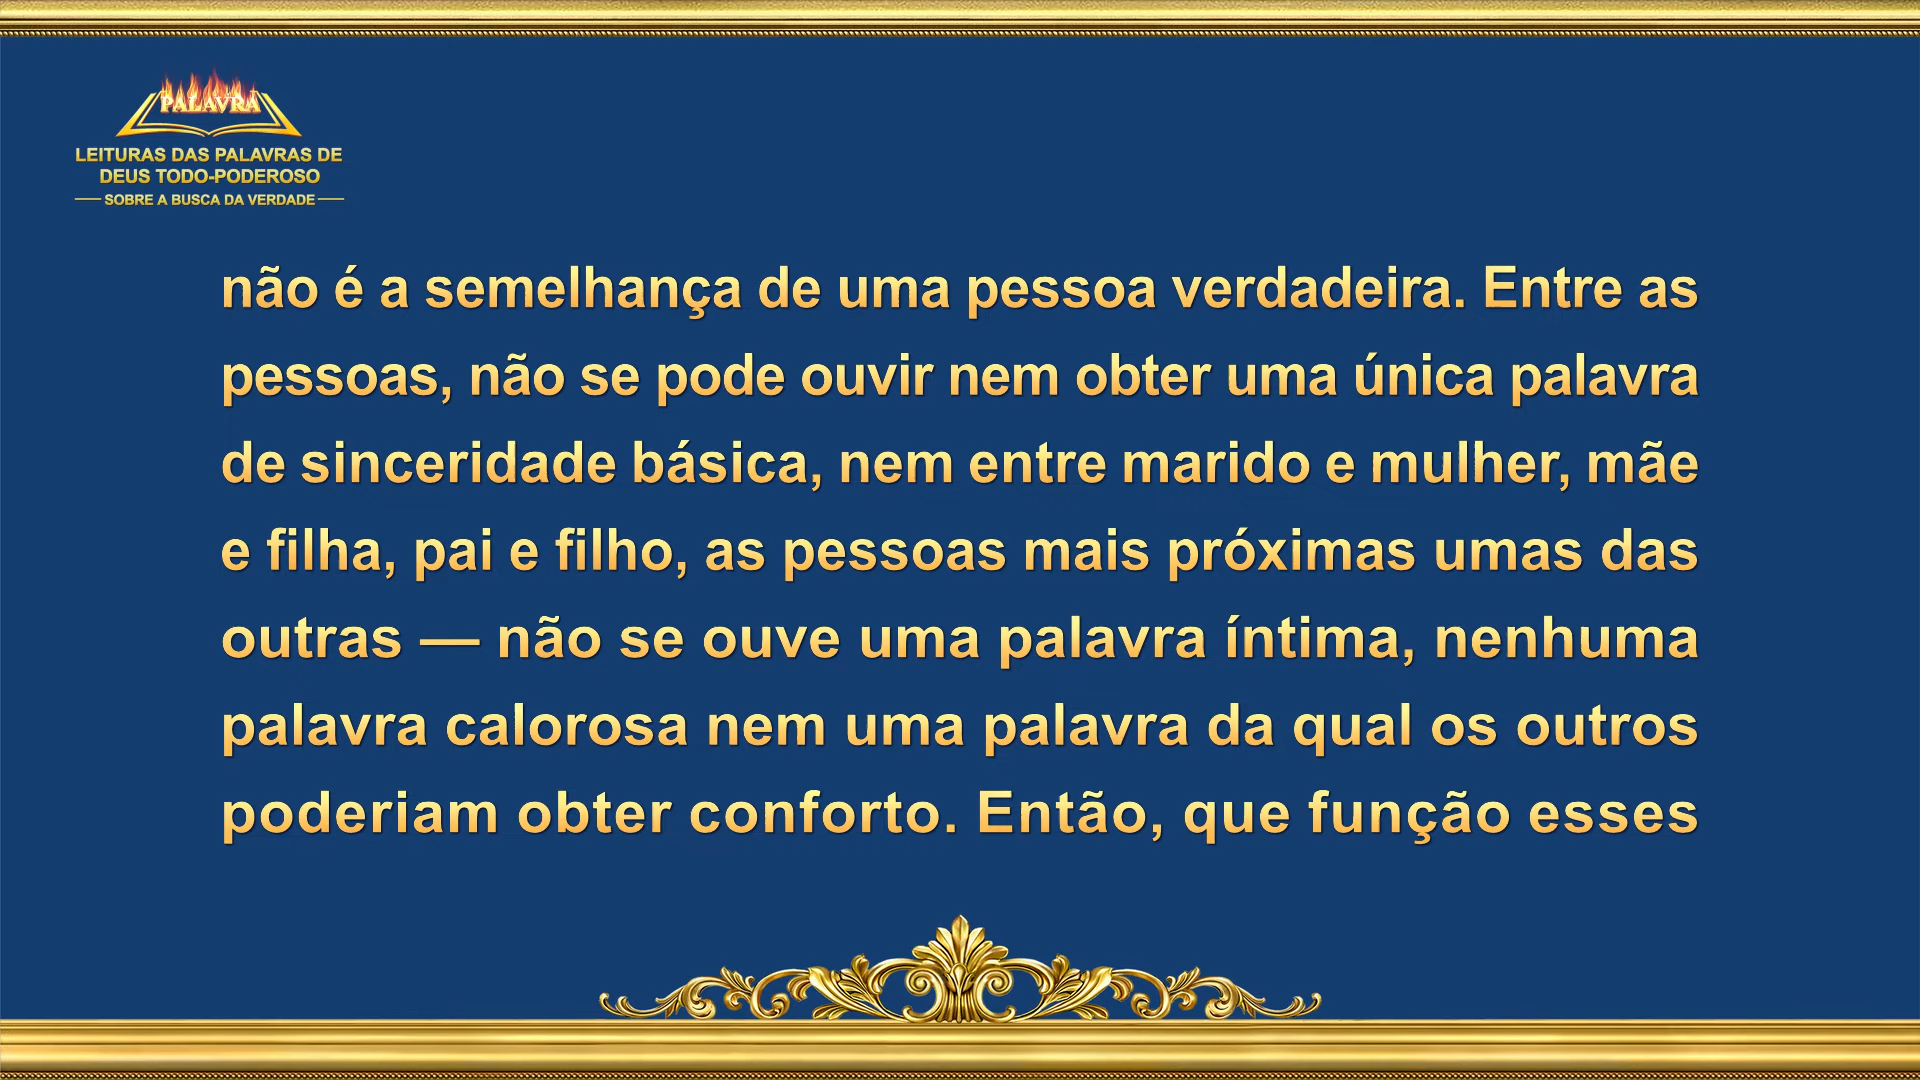 PALAVRA
LEITURAS DAS PALAVRAS DE
DEUS TODO-PODEROSO
SOBRE A BUSCA DA VERDADE
não é a semelhança de uma pessoa verdadeira. Entre as
pessoas, não se pode ouvir nem obter uma única palavra
de sinceridade básica, nem entre marido e mulher, mãe
e filha, pai e filho, as pessoas mais próximas umas das
outras — não se ouve uma palavra íntima, nenhuma
palavra calorosa nem uma palavra da qual os outros
poderiam obter conforto. Então, que função esses